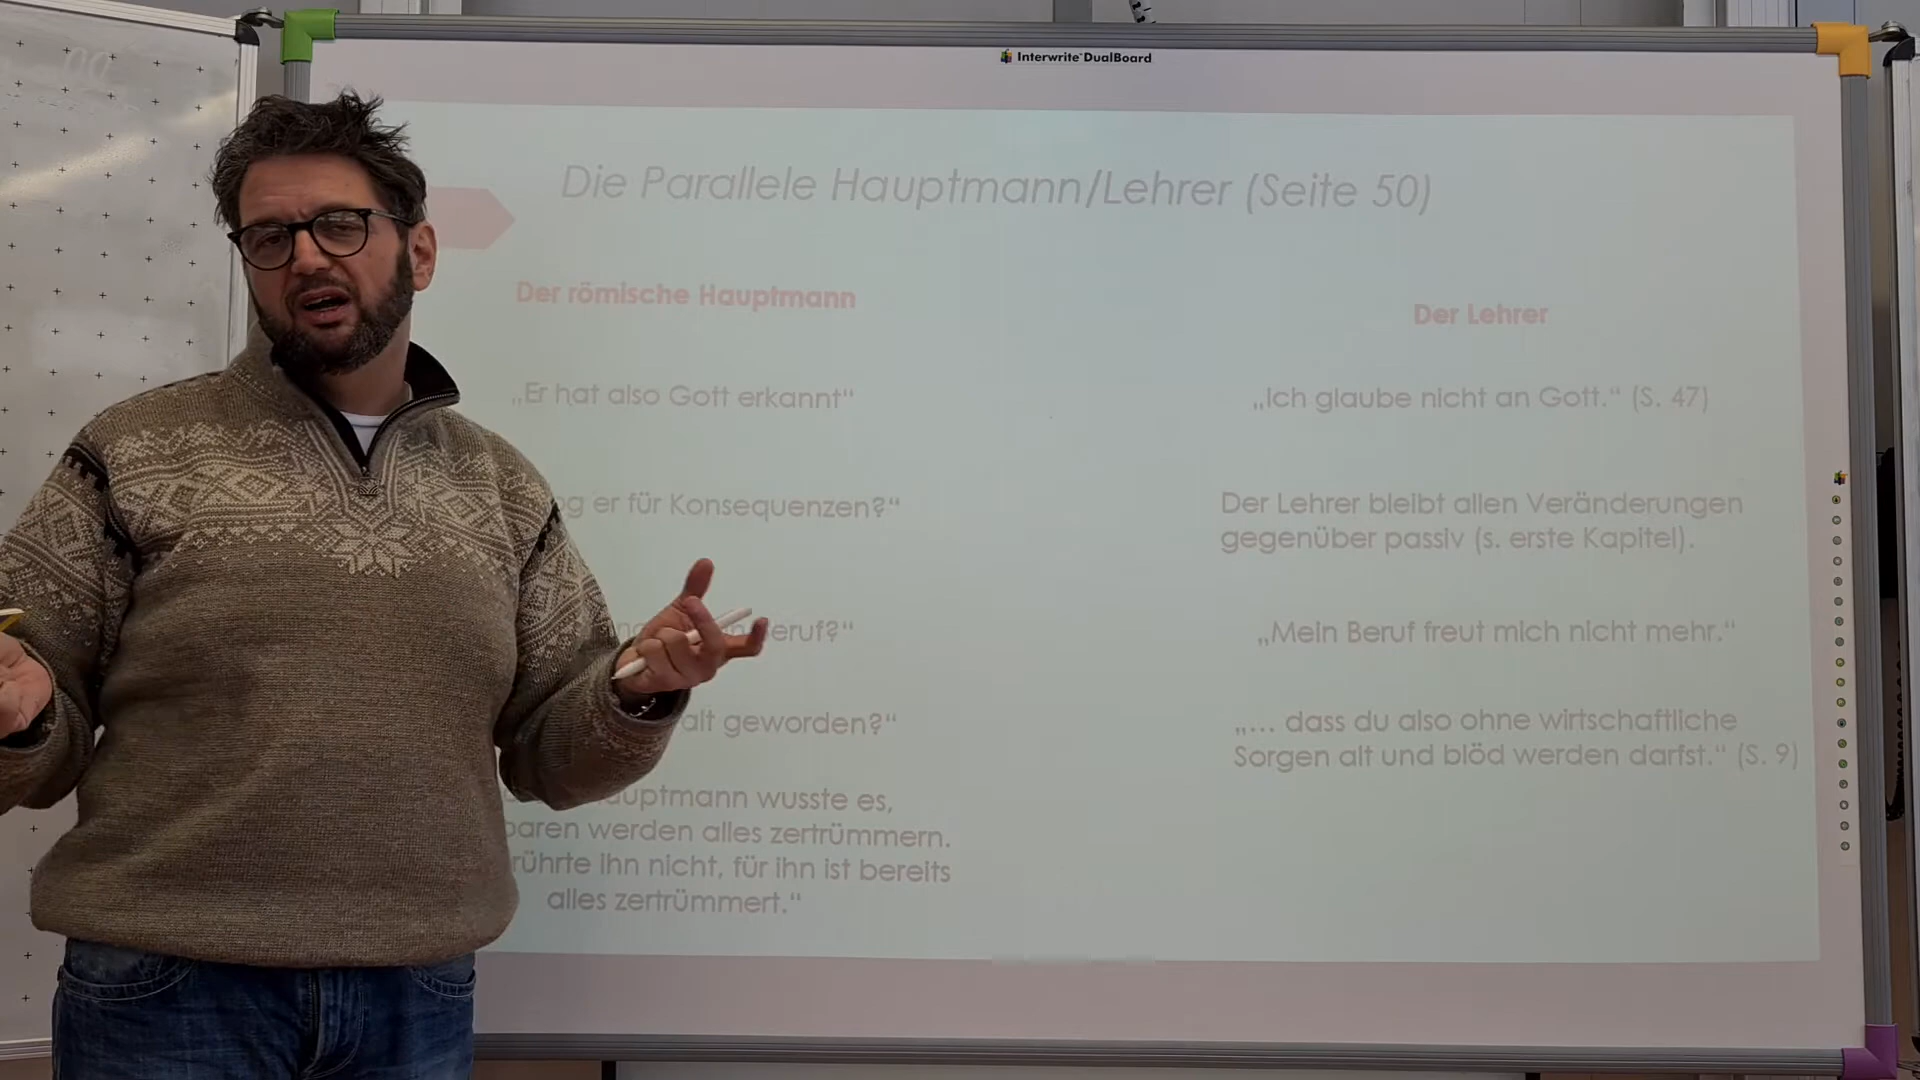 Interwrite DualBoard
Die Parallele Hauptmann/Lehrer (Seite 50)
Der römische Hauptmann
„Er hat also Gott erkannt“
er für Konsequenzen?“
alt geworden?“
wusste es,
werden alles zertrümmern.
ihn nicht, für ihn ist bereits
alles zertrümmert.“
Der Lehrer
„Ich glaube nicht an Gott.“ (S. 47)
Der Lehrer bleibt allen Veränderungen
gegenüber passiv (s. erste Kapitel).
„Mein Beruf freut mich nicht mehr.“
„… dass du also ohne wirtschaftliche
Sorgen alt und blöd werden darfst.“ (S. 9)